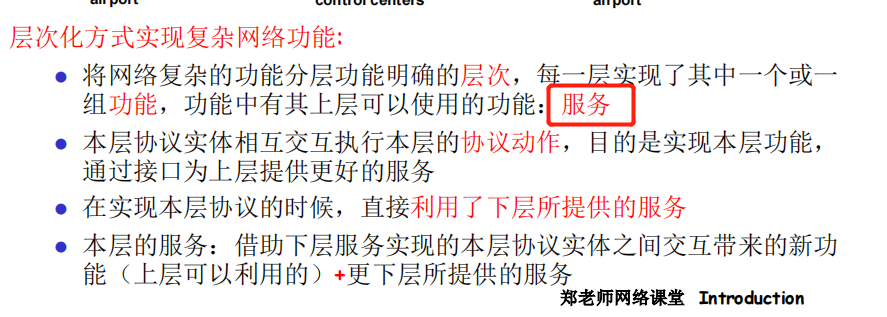 airport control centers airport
层次化方式实现复杂网络功能:
将网络复杂的功能分层功能明确的层次，每一层实现了其中一个或一
组功能，功能中有其上层可以使用的功能：服务
本层协议实体相互交互执行本层的协议动作，目的是实现本层功能，
通过接口为上层提供更好的服务
在实现本层协议的时候，直接利用了下层所提供的服务
本层的服务：借助下层服务实现的本层协议实体之间交互带来的新功
能（上层可以利用的）+更下层所提供的服务
郑老师网络课堂 Introduction